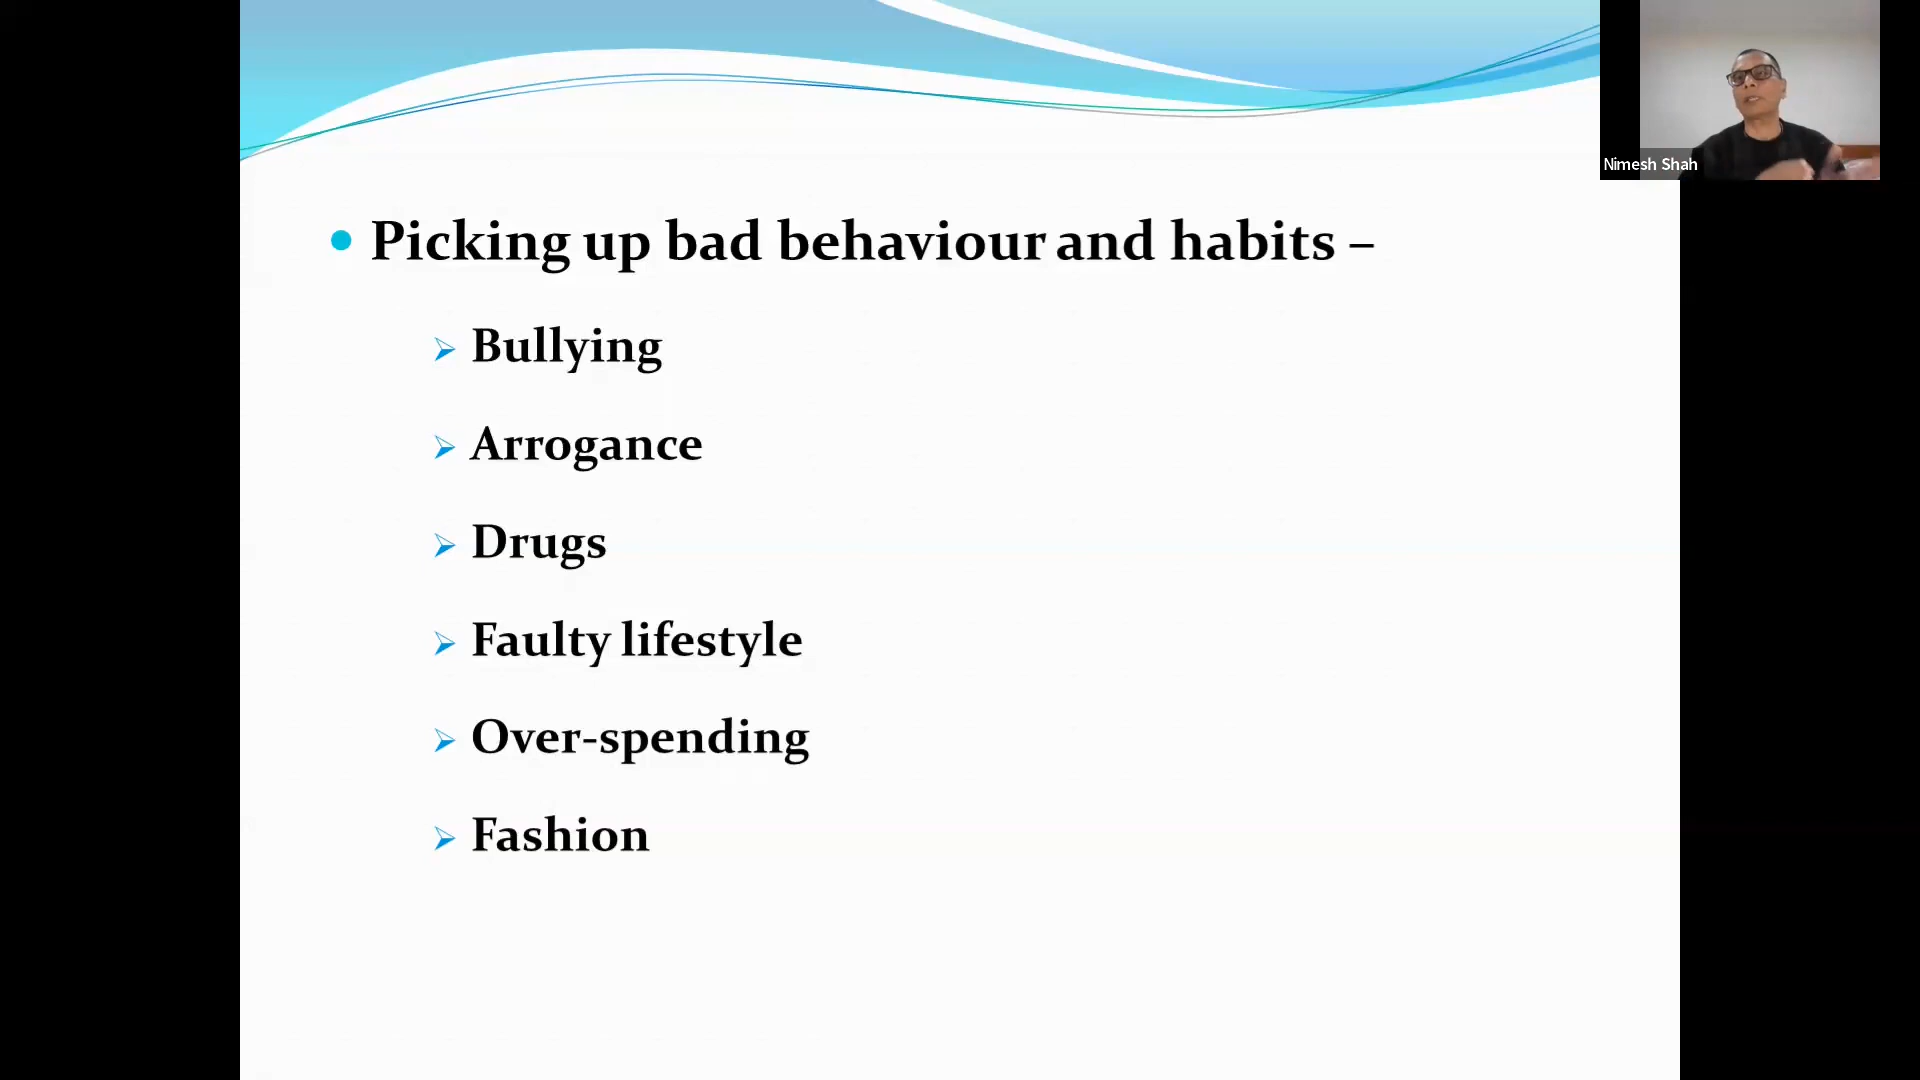 Nimesh Shah
• Picking up bad behaviour and habits –
➢ Bullying
➢ Arrogance
➢ Drugs
➢ Faulty lifestyle
➢ Over-spending
➢ Fashion